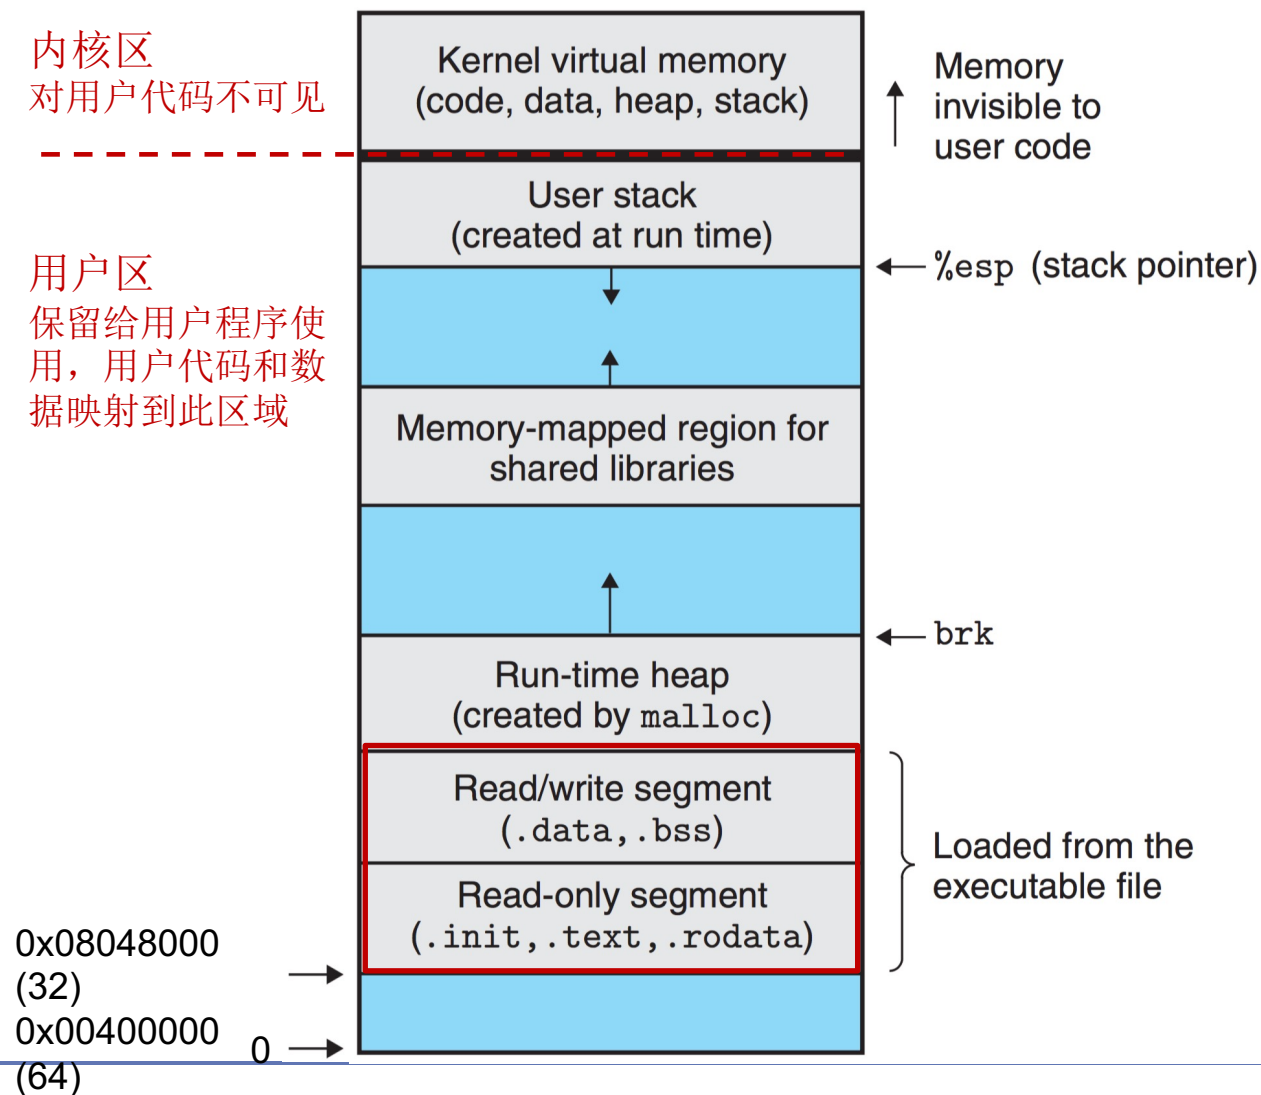 内核区
对用户代码不可见
Kernel virtual memory
(code, data, heap, stack)
Memory
invisible to
user code
User stack
(created at run time)
%esp (stack pointer)
用户区
保留给用户程序使
用，用户代码和数
据映射到此区域
Memory-mapped region for
shared libraries
brk
Run-time heap
(created by malloc)
Read/write segment
(.data,.bss)
Read-only segment
(.init,.text,.rodata)
Loaded from the
executable file
0x08048000
(32)
0x00400000
(64)
0